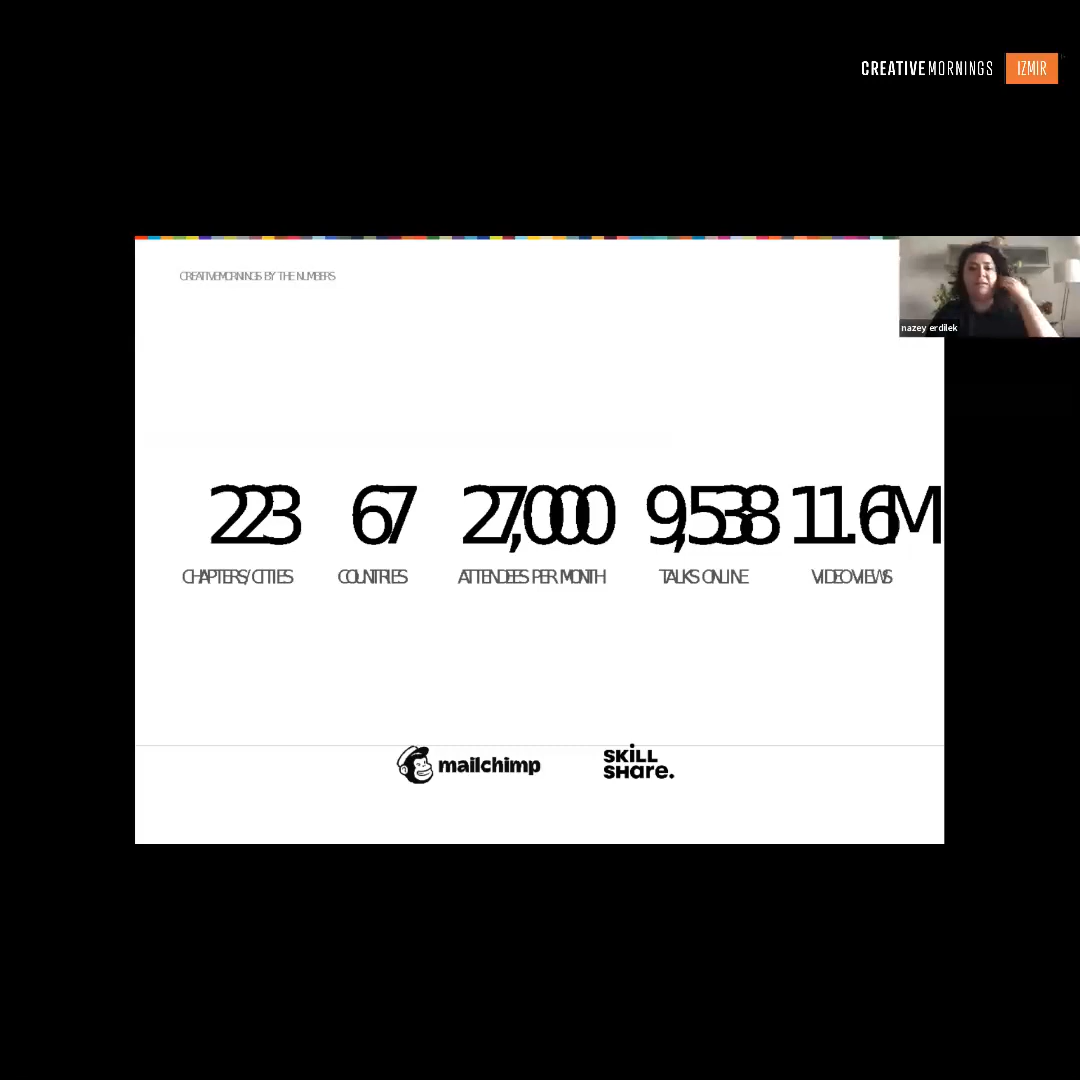 CREATIVEMORNINGS IZMIR
CREATIVEMORNINGS BY THE NUMBERS
nazey erdilek
223 67 27,000 9,538 11.6M
CHAPTERS/CITIES COUNTRIES ATTENDEES PER MONTH TALKS ONLINE VIDEO VIEWS
mailchimp
SKiLL
SHare.